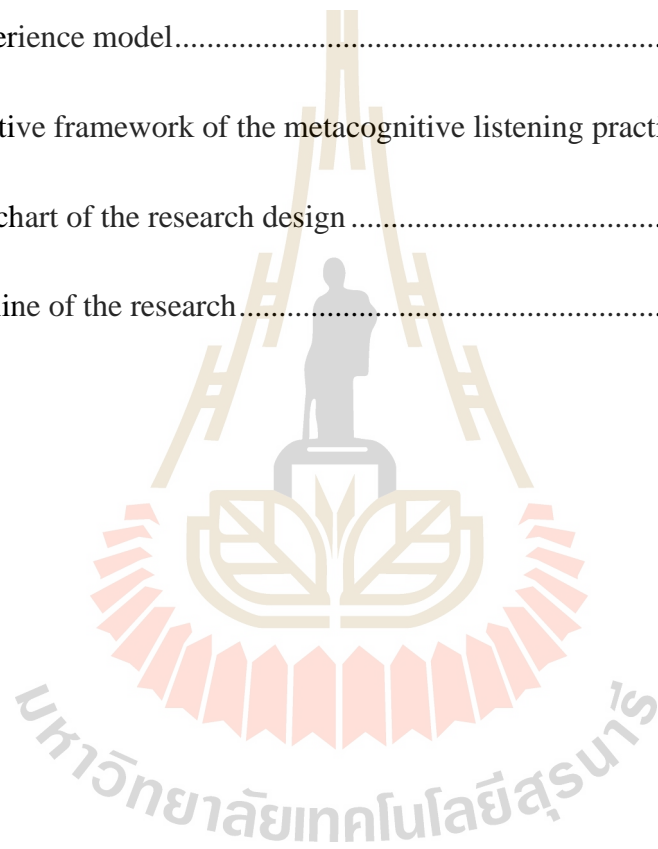 erience model....................................................................
tive framework of the metacognitive listening practi
chart of the research design ..............................................
line of the research............................................................
มหาวิทยาลัยเทคโนโลยีสุรนารี